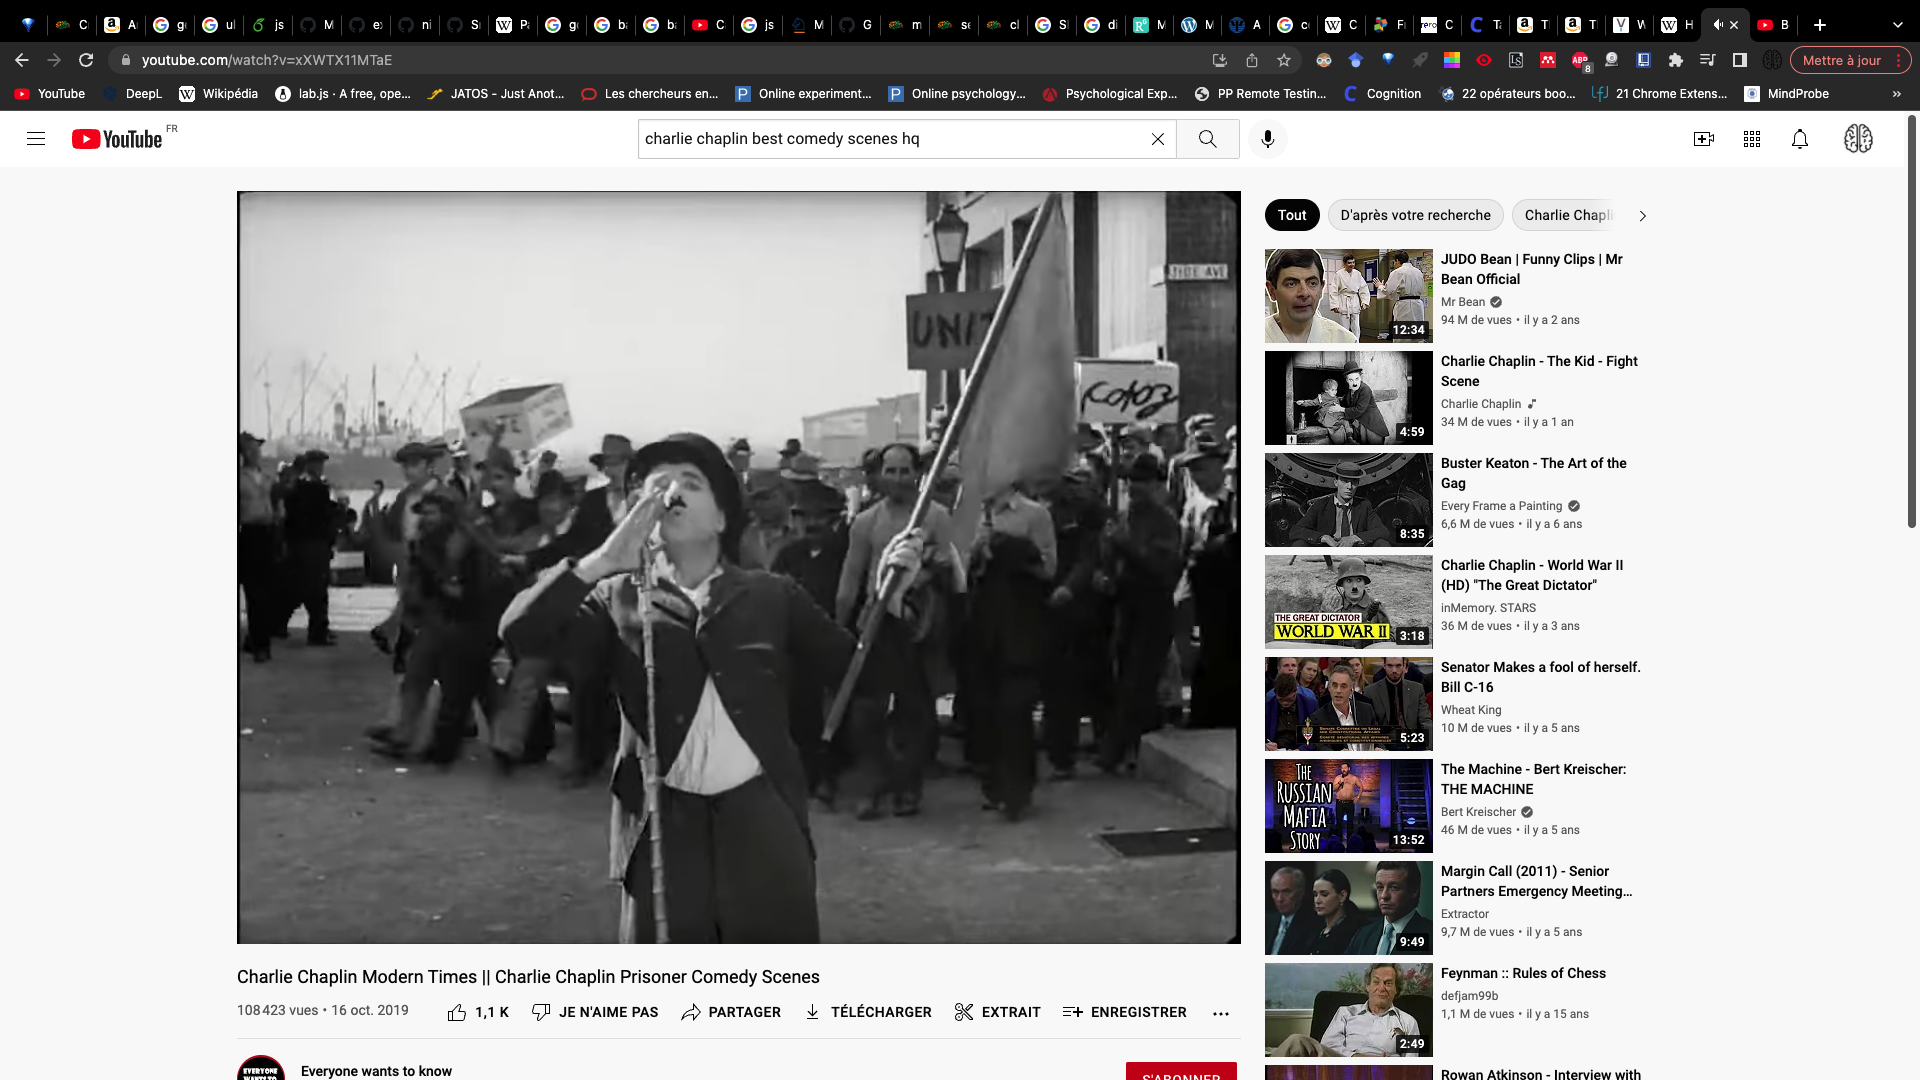 youtube.com/watch?v=xXWTX11MTaE
Mettre à jour
YouTube
DeepL
Wikipédia
lab.js · A free, ope...
JATOS - Just Anot...
Les chercheurs en...
Online experiment...
Online psychology...
Psychological Exp...
PP Remote Testin...
Cognition
22 opérateurs boo...
21 Chrome Extens...
MindProbe
»
YouTube FR
charlie chaplin best comedy scenes hq
Tout
D'après votre recherche
Charlie Chapli
JUDO Bean | Funny Clips | Mr
Bean Official
Mr Bean
94 M de vues • il y a 2 ans
12:34
Charlie Chaplin - The Kid - Fight
Scene
Charlie Chaplin
34 M de vues • il y a 1 an
4:59
Buster Keaton - The Art of the
Gag
Every Frame a Painting
6,6 M de vues • il y a 6 ans
8:35
Charlie Chaplin - World War II
(HD) "The Great Dictator"
inMemory. STARS
36 M de vues • il y a 3 ans
THE GREAT DICTATOR
WORLD WAR II
3:18
Senator Makes a fool of herself.
Bill C-16
Wheat King
10 M de vues • il y a 5 ans
5:23
The Machine - Bert Kreischer:
THE MACHINE
Bert Kreischer
46 M de vues • il y a 5 ans
THE
RUSSIAN
MAFIA
STORY
13:52
Margin Call (2011) - Senior
Partners Emergency Meeting...
Extractor
9,7 M de vues • il y a 5 ans
9:49
Feynman :: Rules of Chess
defjam99b
1,1 M de vues • il y a 15 ans
2:49
Rowan Atkinson - Interview with
Charlie Chaplin Modern Times || Charlie Chaplin Prisoner Comedy Scenes
108 423 vues • 16 oct. 2019
1,1 K
JE N'AIME PAS
PARTAGER
TÉLÉCHARGER
EXTRAIT
ENREGISTRER
...
Everyone wants to know
S'ABONNER